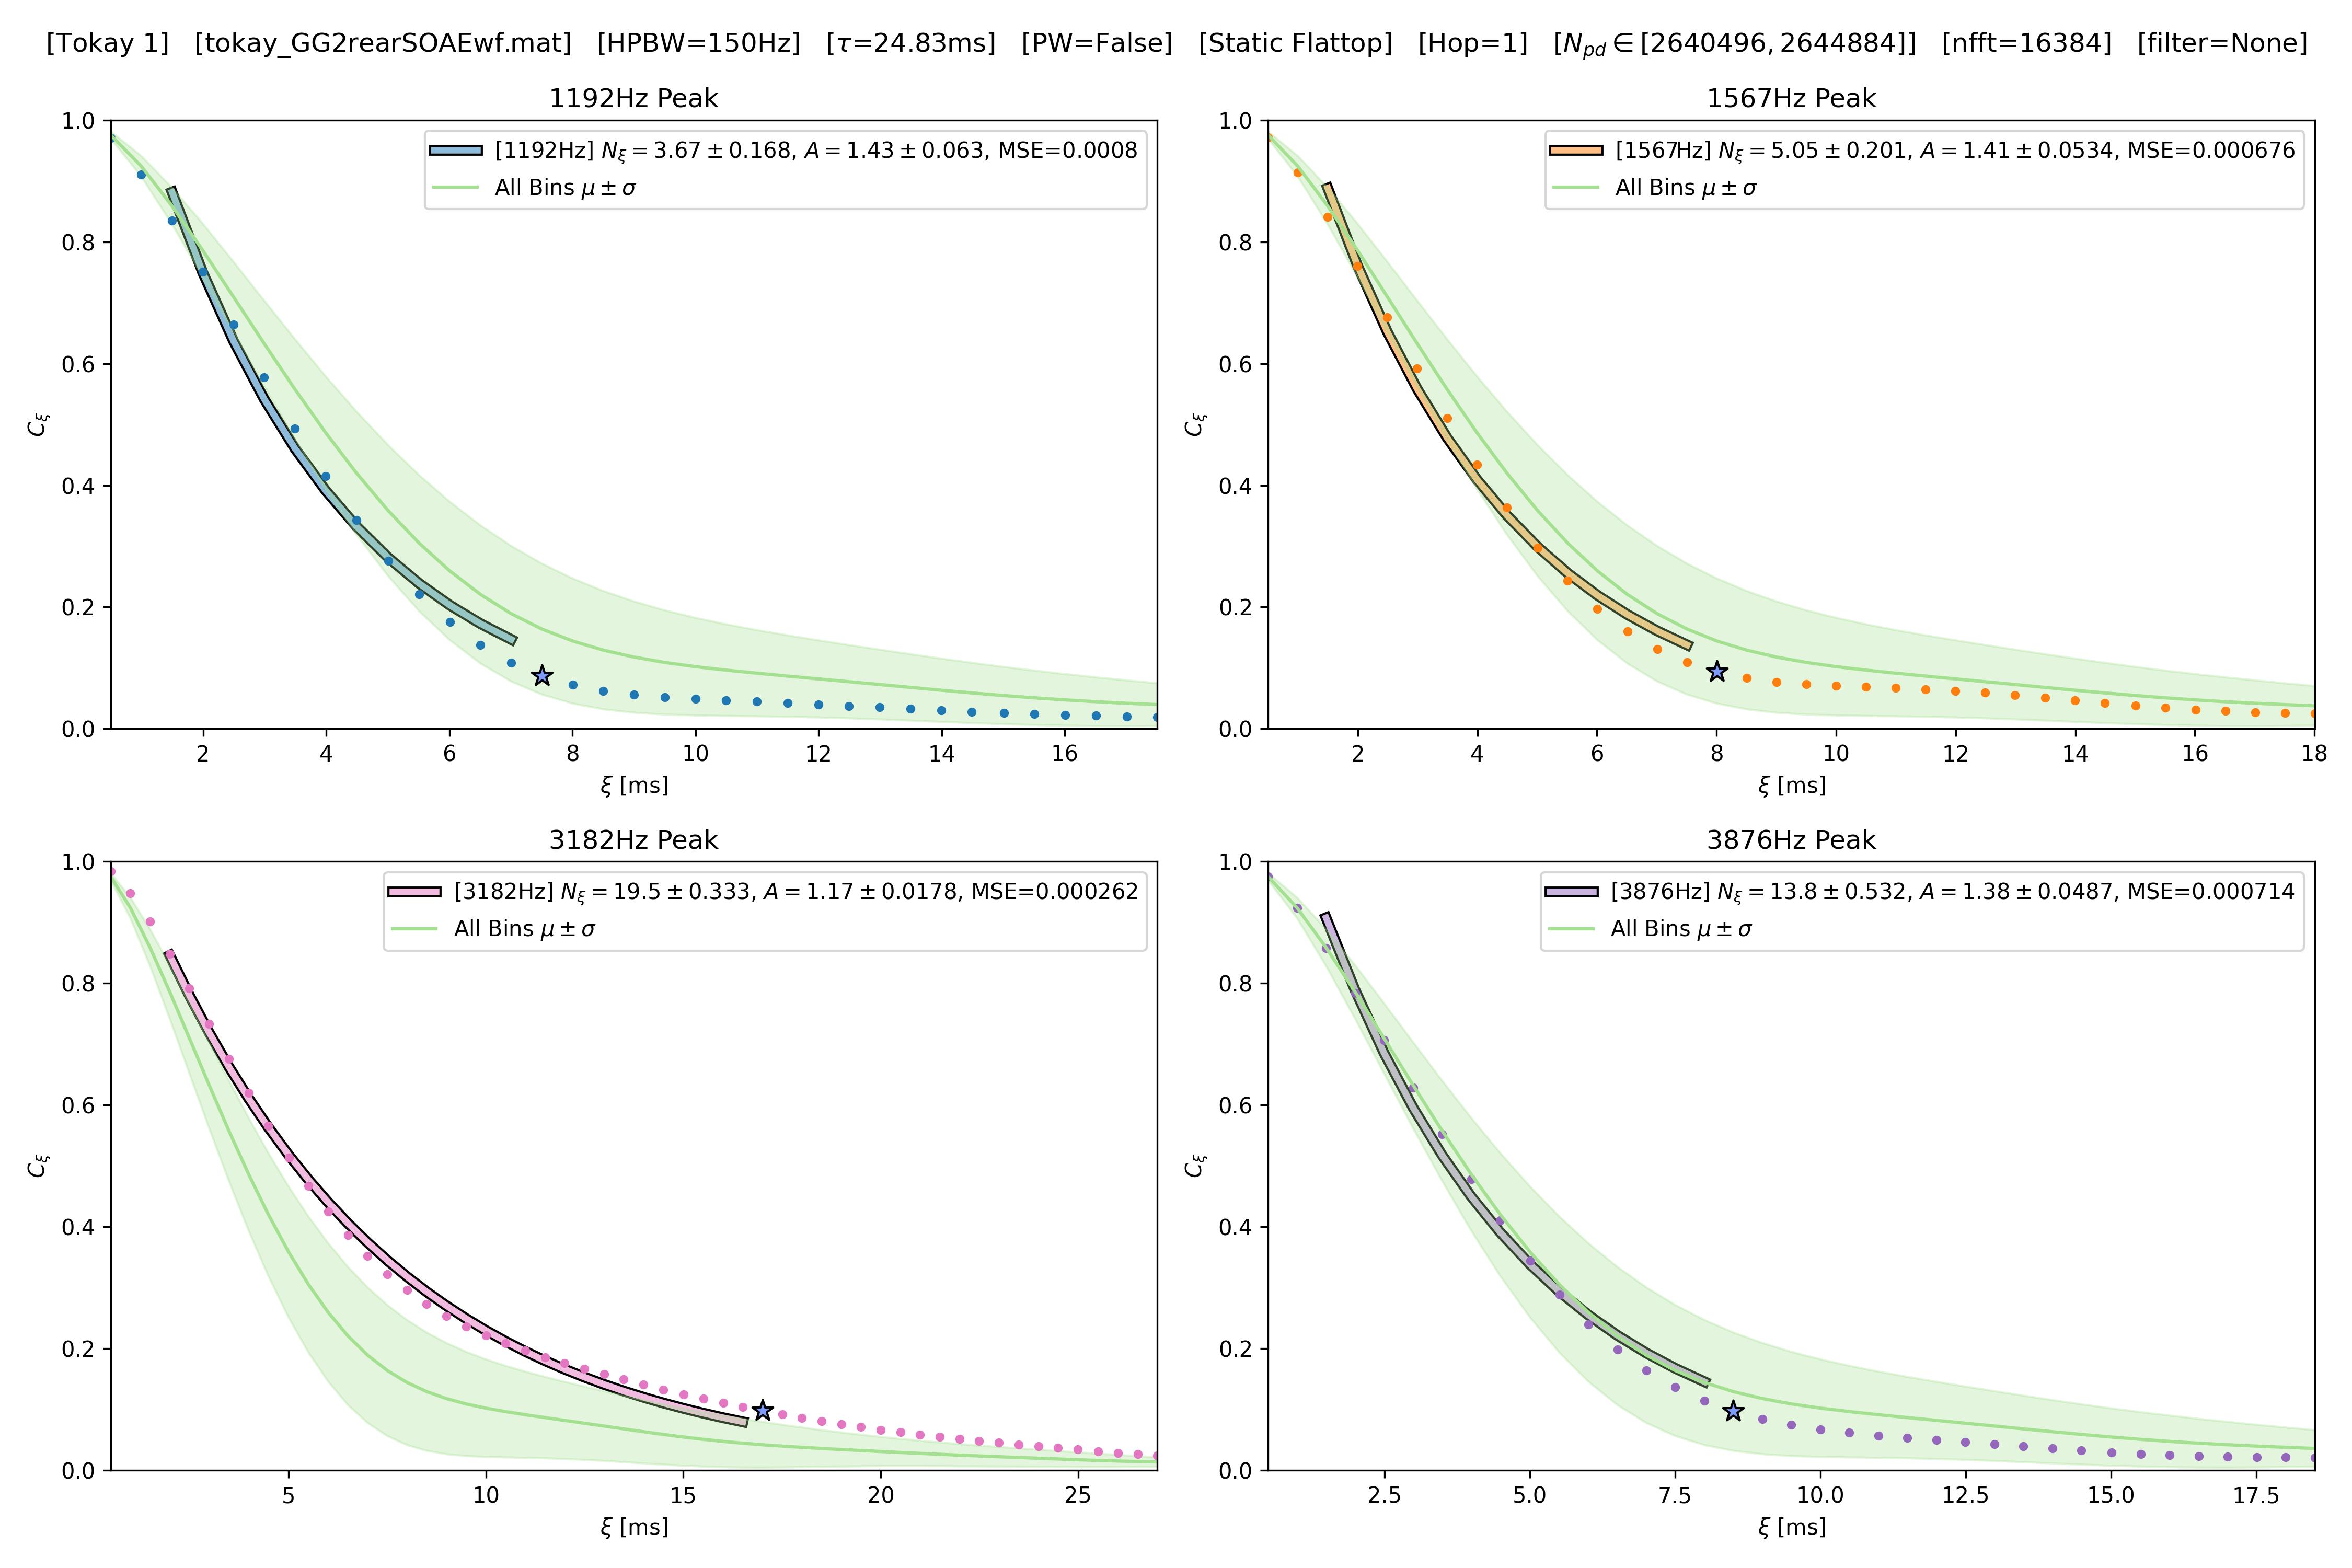 [Tokay 1] [tokay_GG2rearSOAEwf.mat] [HPBW=150Hz] [τ=24.83ms] [PW=False] [Static Flattop] [Hop=1] [N_pd ∈ [2640496, 2644884]] [nfft=16384] [filter=None]
1192Hz Peak
[1192Hz] N_ξ = 3.67 ± 0.168, A = 1.43 ± 0.063, MSE=0.0008
All Bins μ ± σ
1.0
0.8
0.6
0.4
0.2
0.0
C_ξ
2 4 6 8 10 12 14 16
ξ [ms]
1567Hz Peak
[1567Hz] N_ξ = 5.05 ± 0.201, A = 1.41 ± 0.0534, MSE=0.000676
All Bins μ ± σ
1.0
0.8
0.6
0.4
0.2
0.0
C_ξ
2 4 6 8 10 12 14 16 18
ξ [ms]
3182Hz Peak
[3182Hz] N_ξ = 19.5 ± 0.333, A = 1.17 ± 0.0178, MSE=0.000262
All Bins μ ± σ
1.0
0.8
0.6
0.4
0.2
0.0
C_ξ
5 10 15 20 25
ξ [ms]
3876Hz Peak
[3876Hz] N_ξ = 13.8 ± 0.532, A = 1.38 ± 0.0487, MSE=0.000714
All Bins μ ± σ
1.0
0.8
0.6
0.4
0.2
0.0
C_ξ
2.5 5.0 7.5 10.0 12.5 15.0 17.5
ξ [ms]